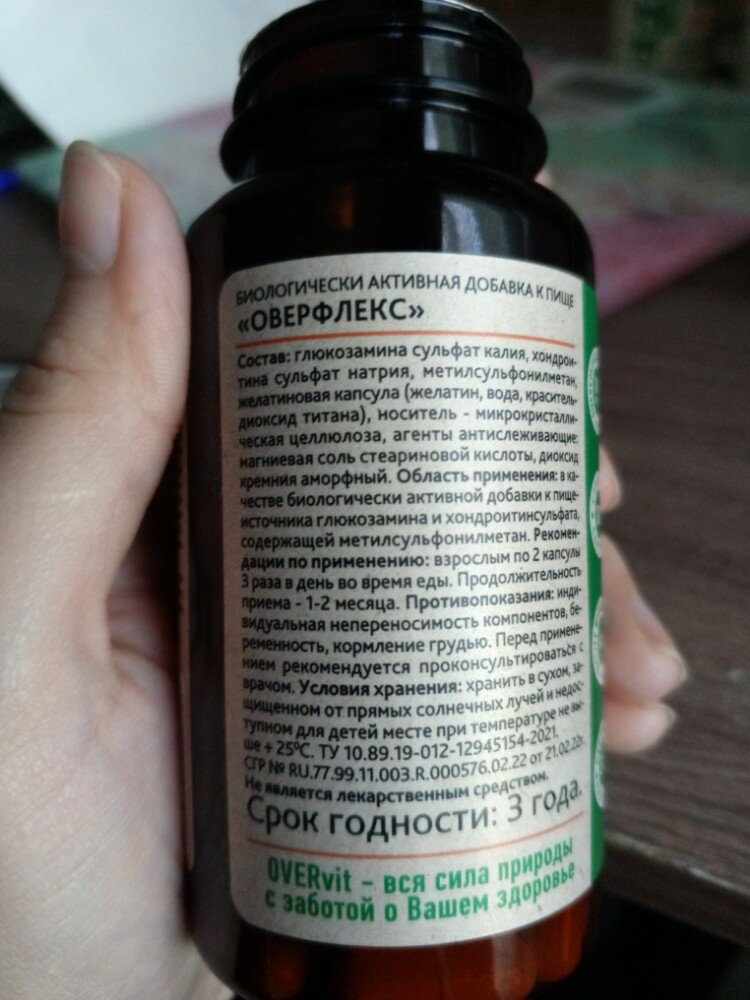 БИОЛОГИЧЕСКИ АКТИВНАЯ ДОБАВКА К ПИЩЕ
«ОВЕРФЛЕКС»
Состав: глюкозамина сульфат калия, хондрои-
тина сульфат натрия, метилсульфонилметан,
желатиновая капсула (желатин, вода, краситель-
диоксид титана), носитель - микрокристалли-
ческая целлюлоза, агенты антислеживающие:
магниевая соль стеариновой кислоты, диоксид
кремния аморфный. Область применения: в ка-
честве биологически активной добавки к пище-
источника глюкозамина и хондроитинсульфата,
содержащей метилсульфонилметан. Рекомен-
дации по применению: взрослым по 2 капсулы
3 раза в день во время еды. Продолжительность
приема - 1-2 месяца. Противопоказания: инди-
видуальная непереносимость компонентов, бе-
ременность, кормление грудью. Перед примене-
нием рекомендуется проконсультироваться с
врачом. Условия хранения: хранить в сухом, за-
щищенном от прямых солнечных лучей и недос-
тупном для детей месте при температуре не вы-
ше + 25°С. ТУ 10.89.19-012-12945154-2021.
СГР № RU.77.99.11.003.R.000576.02.22 от 21.02.22г.
Не является лекарственным средством.
Срок годности: 3 года.
OVERvit - вся сила природы
с заботой о Вашем здоровье